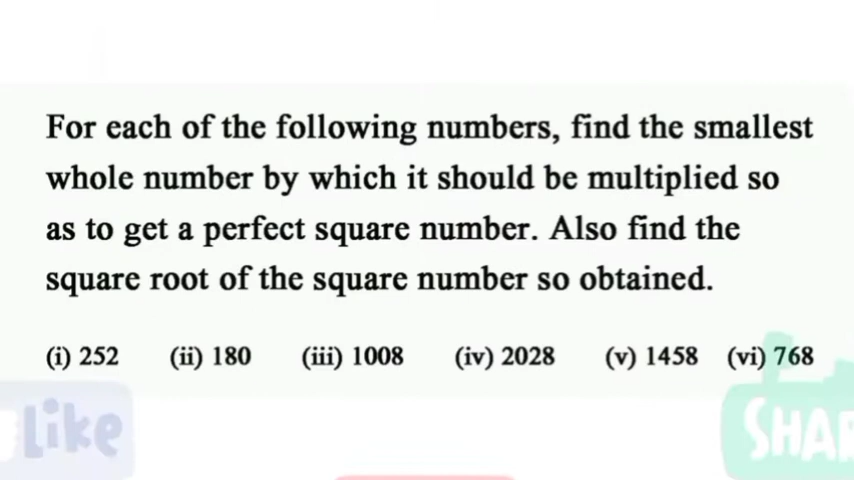 For each of the following numbers, find the smallest
whole number by which it should be multiplied so
as to get a perfect square number. Also find the
square root of the square number so obtained.
(i) 252 (ii) 180 (iii) 1008 (iv) 2028 (v) 1458 (vi) 768
Like
SHAR